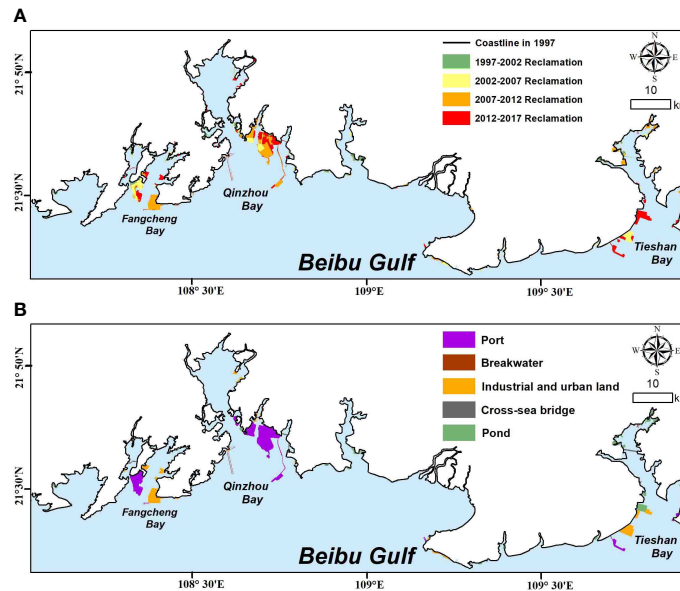 A
Coastline in 1997
1997-2002 Reclamation
2002-2007 Reclamation
2007-2012 Reclamation
2012-2017 Reclamation
N
W E
S
10
k
21° 50'
21° 30'
Fangcheng
Bay
Qinzhou
Bay
Beibu Gulf
Tieshan
Bay
108° 30'E
109°E
109° 30'E
B
Port
Breakwater
Industrial and urban land
Cross-sea bridge
Pond
N
W E
S
10
k
21° 50'
21° 30'
Fangcheng
Bay
Qinzhou
Bay
Beibu Gulf
Tieshan
Bay
108° 30'E
109°E
109° 30'E